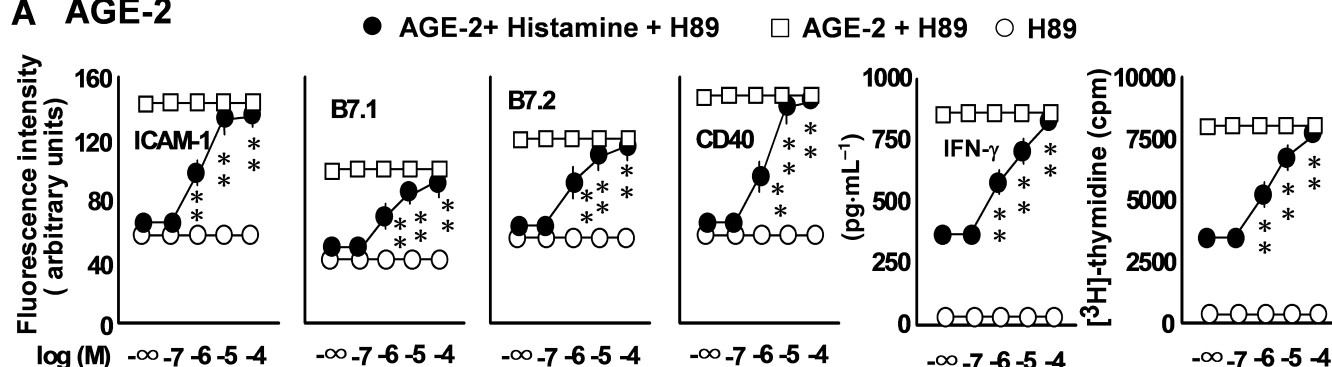 A AGE-2
AGE-2+ Histamine + H89 AGE-2 + H89 H89
Fluorescence intensity
( arbitrary units)
160
120
80
40
0
ICAM-1
* *
* *
* *
B7.1
* *
* *
* *
B7.2
* *
* *
* *
CD40
* *
* *
* *
(pg·mL⁻¹)
1000
750
500
250
0
IFN-γ
* *
* *
* *
[³H]-thymidine (cpm)
10000
7500
5000
2500
0
* *
* *
* *
log (M) -∞ -7 -6 -5 -4 -∞ -7 -6 -5 -4 -∞ -7 -6 -5 -4 -∞ -7 -6 -5 -4 -∞ -7 -6 -5 -4 -∞ -7 -6 -5 -4